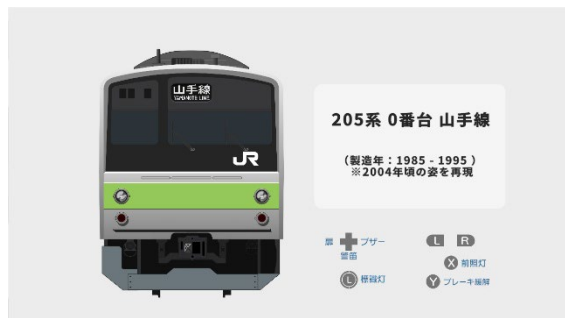 山手線
YAMANOTE LINE
JR
205系 0番台 山手線
（製造年：1985 - 1995 ）
※2004年頃の姿を再現
扉 ブザー
警笛
L R
X 前照灯
L 標識灯
Y ブレーキ緩解